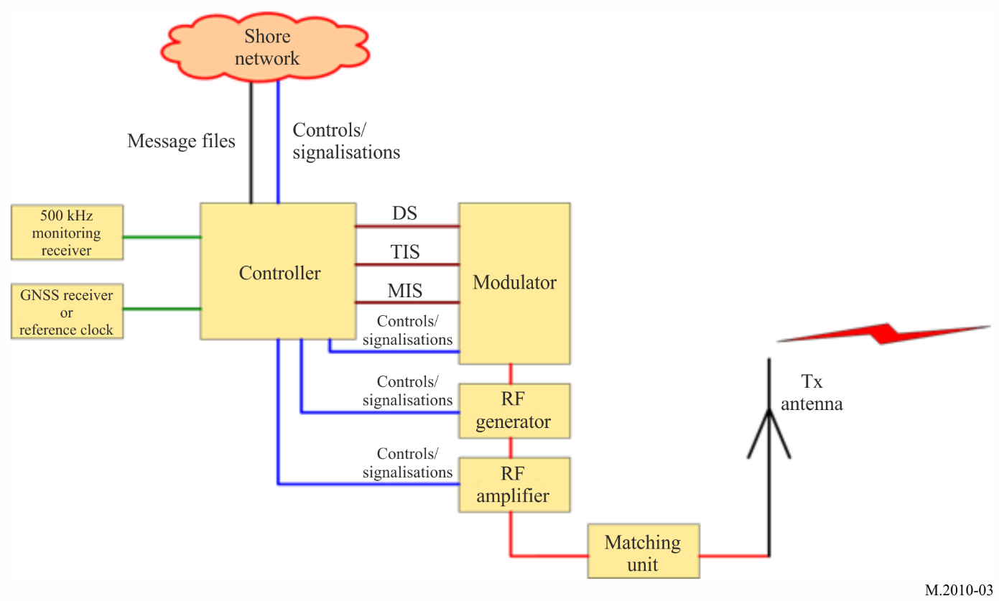 Shore
network
Message files
Controls/
signalisations
500 kHz
monitoring
receiver
GNSS receiver
or
reference clock
Controller
DS
TIS
MIS
Controls/
signalisations
Modulator
Controls/
signalisations
RF
generator
Controls/
signalisations
RF
amplifier
Matching
unit
Tx
antenna
M.2010-03